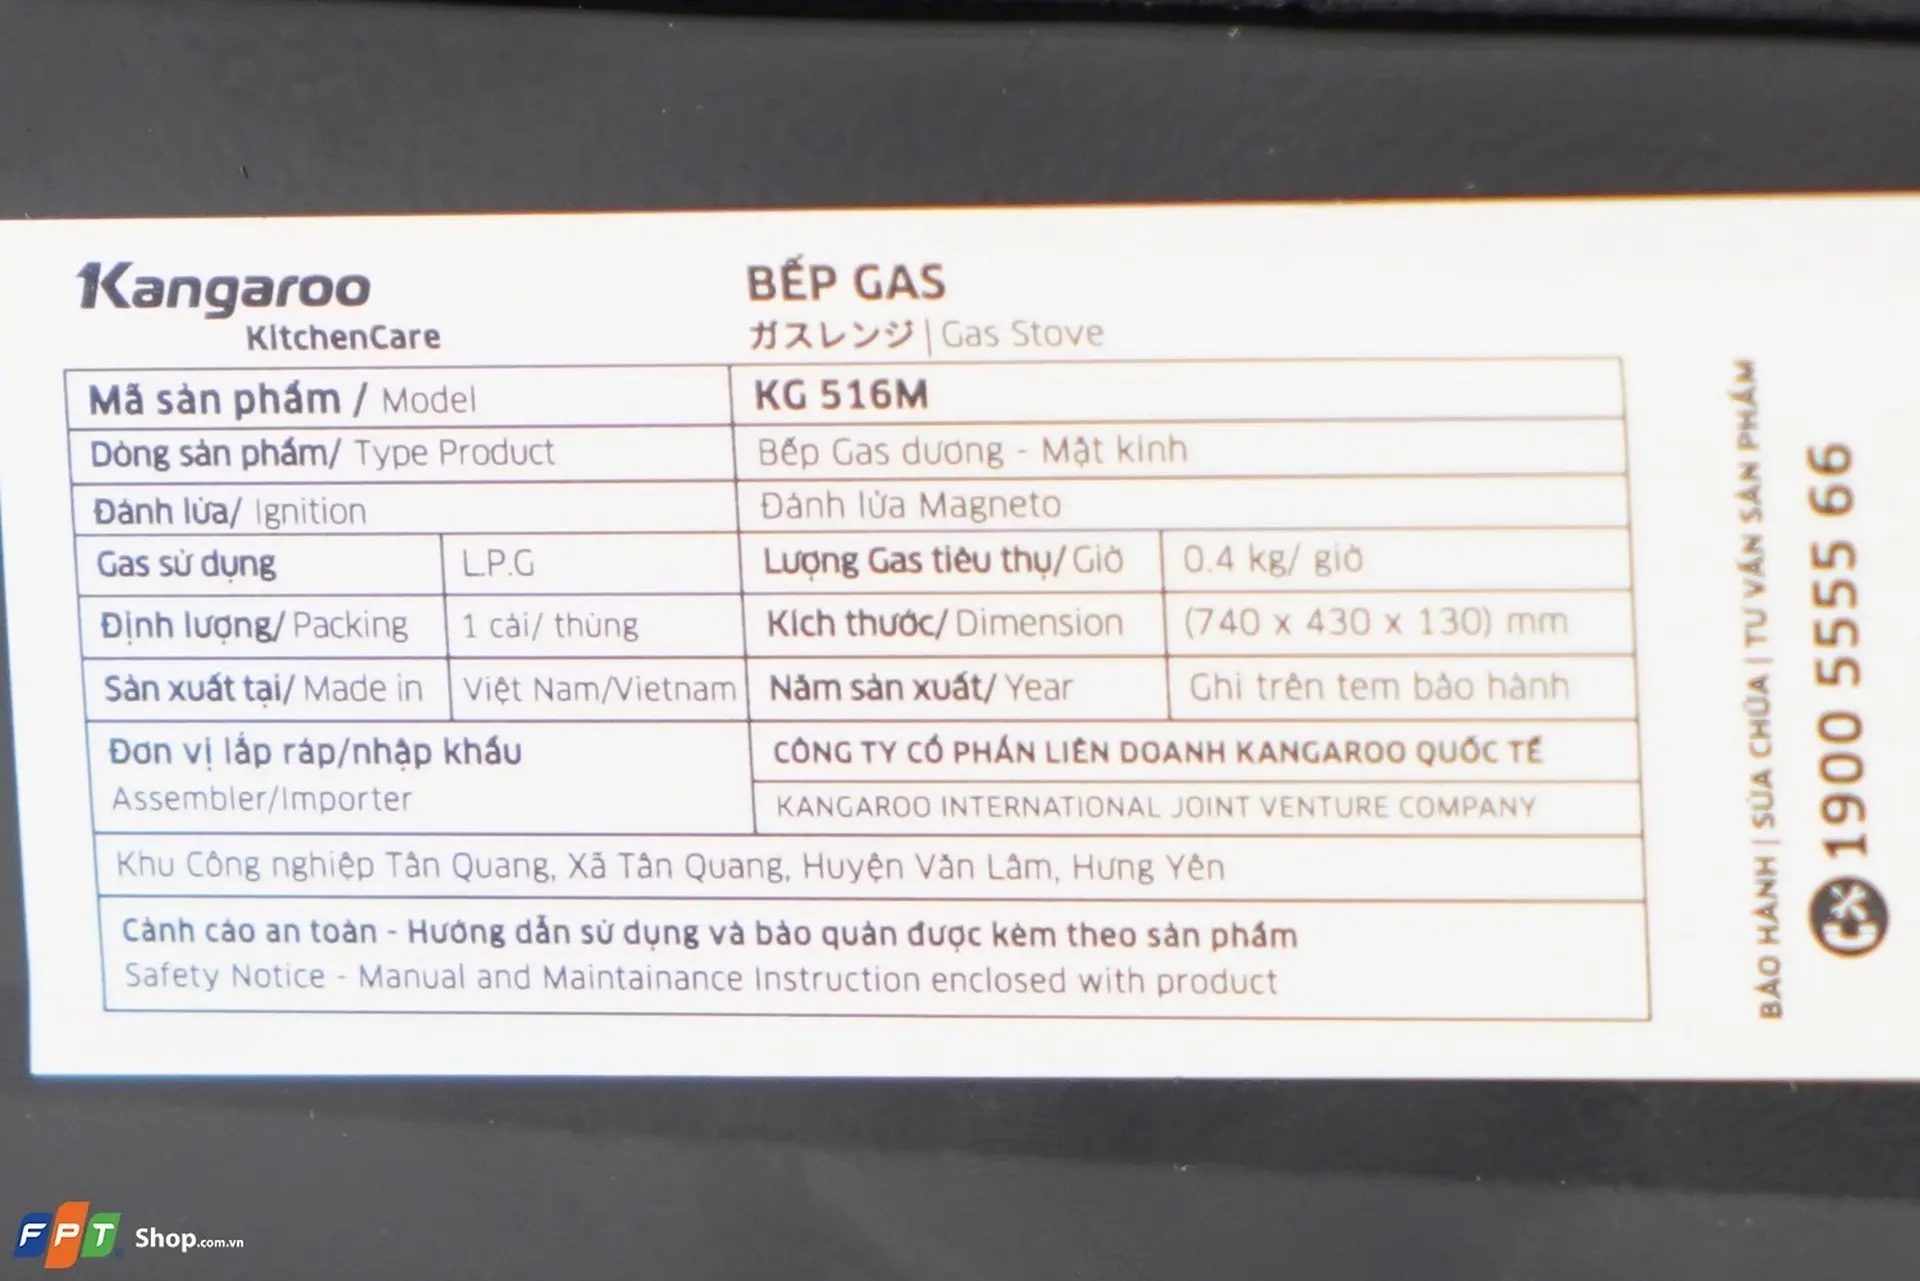 Kangaroo
KitchenCare
BẾP GAS
ガスレンジ | Gas Stove
Mã sản phẩm / Model KG 516M
Dòng sản phẩm/ Type Product Bếp Gas dương - Mặt kính
Đánh lửa/ Ignition Đánh lửa Magneto
Gas sử dụng L.P.G Lượng Gas tiêu thụ/ Giờ 0.4 kg/ giờ
Định lượng/ Packing 1 cái/ thùng Kích thước/ Dimension (740 x 430 x 130) mm
Sản xuất tại/ Made in Việt Nam/Vietnam Năm sản xuất/ Year Ghi trên tem bảo hành
Đơn vị lắp ráp/nhập khẩu CÔNG TY CỔ PHẦN LIÊN DOANH KANGAROO QUỐC TẾ
Assembler/Importer KANGAROO INTERNATIONAL JOINT VENTURE COMPANY
Khu Công nghiệp Tân Quang, Xã Tân Quang, Huyện Văn Lâm, Hưng Yên
Cảnh cáo an toàn - Hướng dẫn sử dụng và bảo quản được kèm theo sản phẩm
Safety Notice - Manual and Maintainance Instruction enclosed with product
BẢO HÀNH | SỬA CHỮA | TƯ VẤN SẢN PHẨM
1900 5555 66
FPT Shop.com.vn